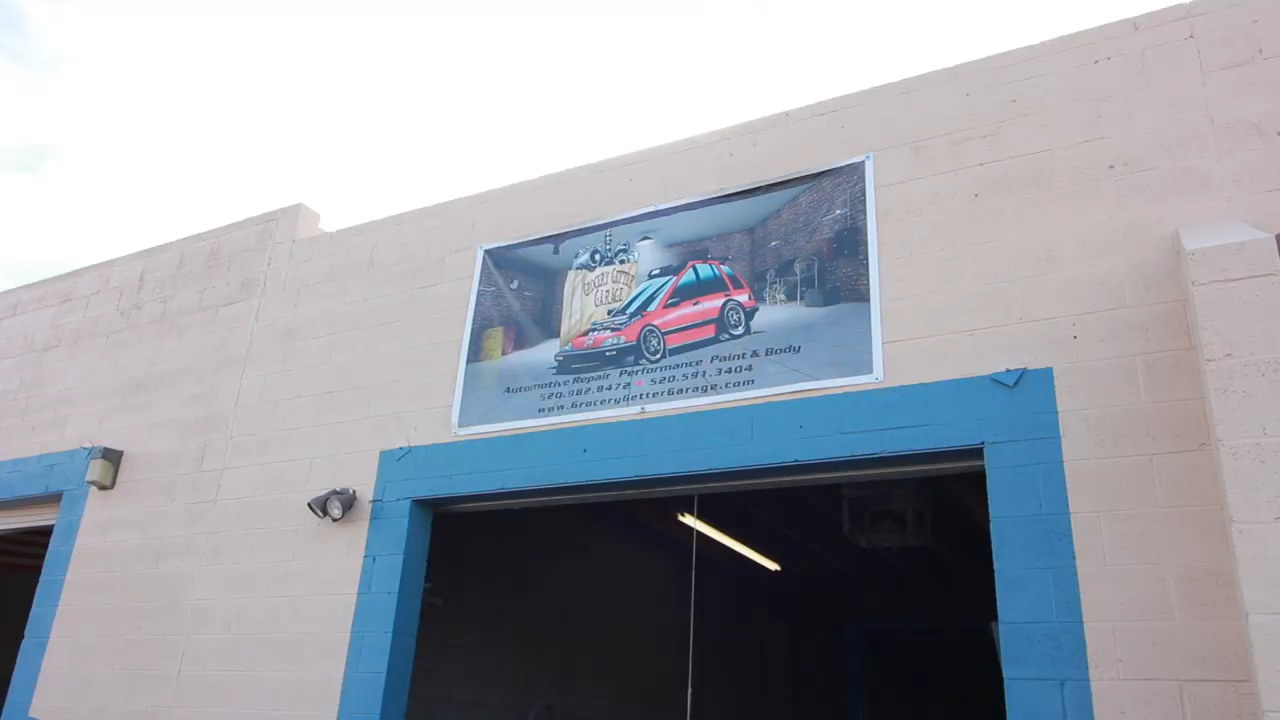 GROCERY GETTER
GARAGE
Automotive Repair Performance Paint & Body
520.982.8472 520.591.3404
www.GroceryGetterGarage.com